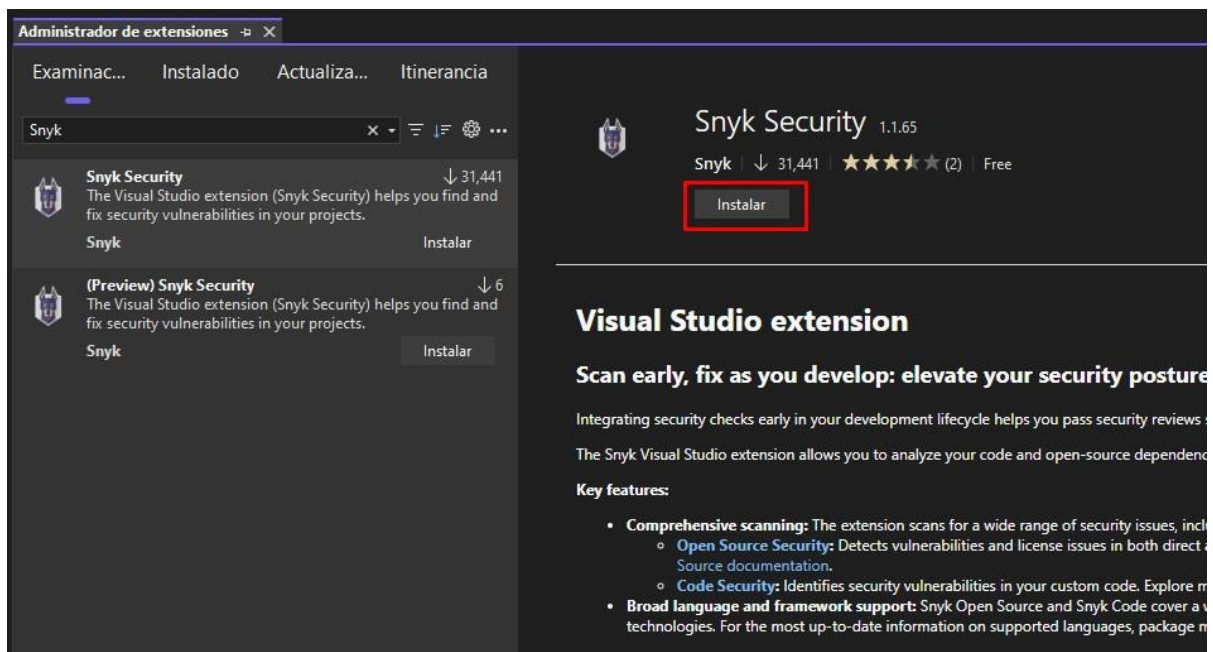 Administrador de extensiones
Examinac... Instalado Actualiza... Itinerancia
Snyk
Snyk Security 31,441
The Visual Studio extension (Snyk Security) helps you find and
fix security vulnerabilities in your projects.
Snyk Instalar
(Preview) Snyk Security 6
The Visual Studio extension (Snyk Security) helps you find and
fix security vulnerabilities in your projects.
Snyk Instalar
Snyk Security 1.1.65
Snyk 31,441 (2) Free
Instalar
Visual Studio extension
Scan early, fix as you develop: elevate your security posture
Integrating security checks early in your development lifecycle helps you pass security reviews
The Snyk Visual Studio extension allows you to analyze your code and open-source
Key features:
• Comprehensive scanning: The extension scans for a wide range of security issues,
◦ Open Source Security: Detects vulnerabilities and license issues in both direct
Source documentation.
◦ Code Security: Identifies security vulnerabilities in your custom code. Explore
• Broad language and framework support: Snyk Open Source and Snyk Code cover a
technologies. For the most up-to-date information on supported languages, package